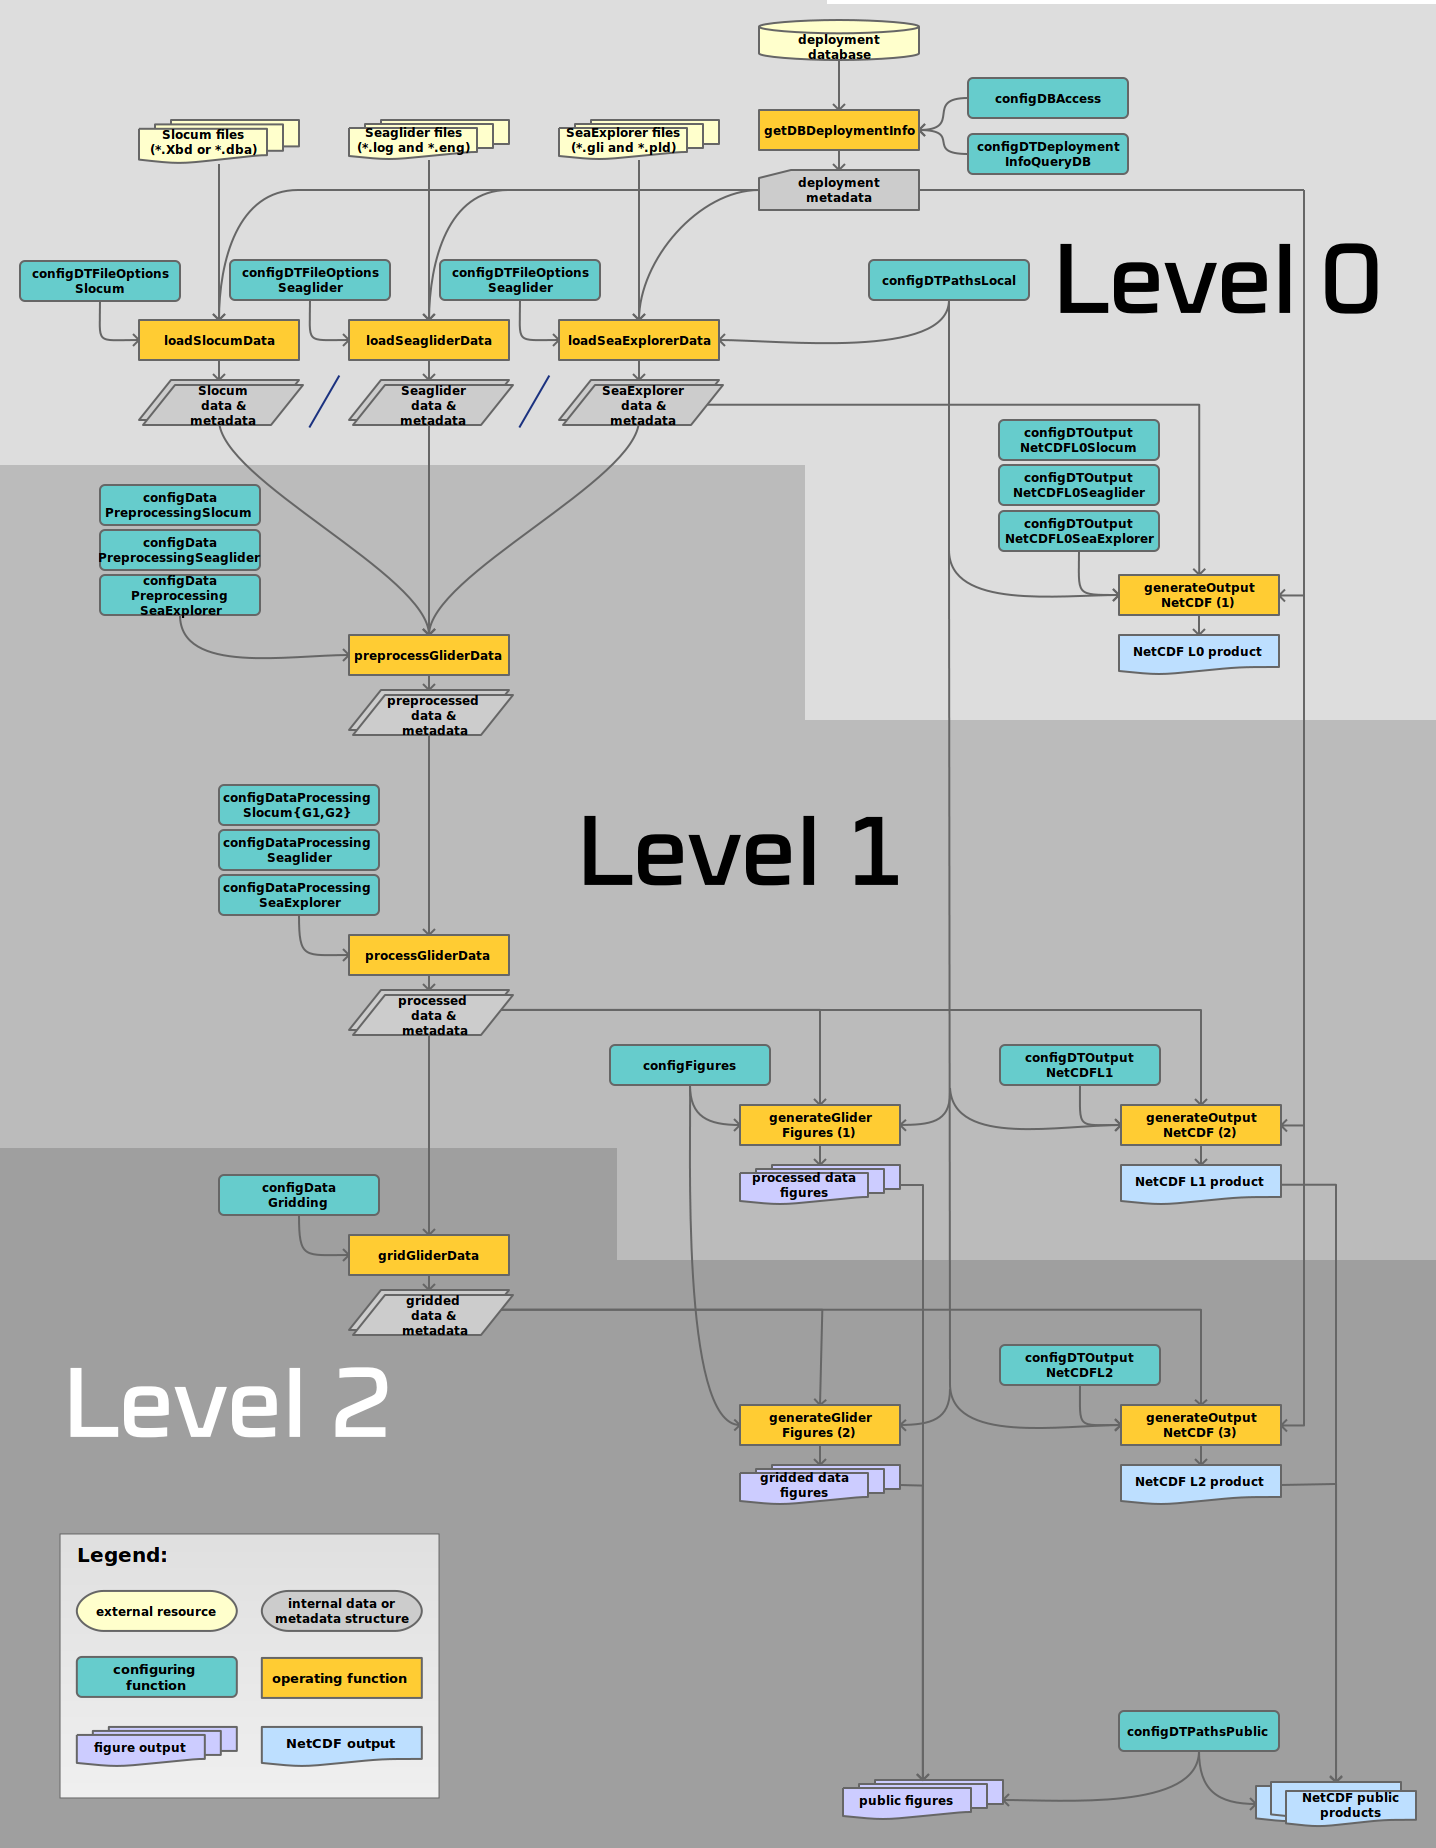 deployment
database
configDBAccess
getDBDeploymentInfo
configDTDeployment
InfoQueryDB
Slocum files
(*.Xbd or *.dba)
Seaglider files
(*.log and *.eng)
SeaExplorer files
(*.gli and *.pld)
deployment
metadata
Level 0
configDTFileOptions
Slocum
configDTFileOptions
Seaglider
configDTFileOptions
Seaglider
configDTPathsLocal
loadSlocumData
loadSeagliderData
loadSeaExplorerData
Slocum
data &
metadata
Seaglider
data &
metadata
SeaExplorer
data &
metadata
configDTOutput
NetCDFL0Slocum
configDTOutput
NetCDFL0Seaglider
configDTOutput
NetCDFL0SeaExplorer
configData
PreprocessingSlocum
configData
PreprocessingSeaglider
configData
Preprocessing
SeaExplorer
generateOutput
NetCDF (1)
NetCDF L0 product
preprocessGliderData
preprocessed
data &
metadata
configDataProcessing
Slocum{G1,G2}
configDataProcessing
Seaglider
configDataProcessing
SeaExplorer
Level 1
processGliderData
processed
data &
metadata
configFigures
configDTOutput
NetCDFL1
generateGlider
Figures (1)
generateOutput
NetCDF (2)
processed data
figures
NetCDF L1 product
configData
Gridding
gridGliderData
gridded
data &
metadata
Level 2
configDTOutput
NetCDFL2
generateGlider
Figures (2)
generateOutput
NetCDF (3)
gridded data
figures
NetCDF L2 product
Legend:
external resource
internal data or
metadata structure
configuring
function
operating function
figure output
NetCDF output
configDTPathsPublic
public figures
NetCDF public
products